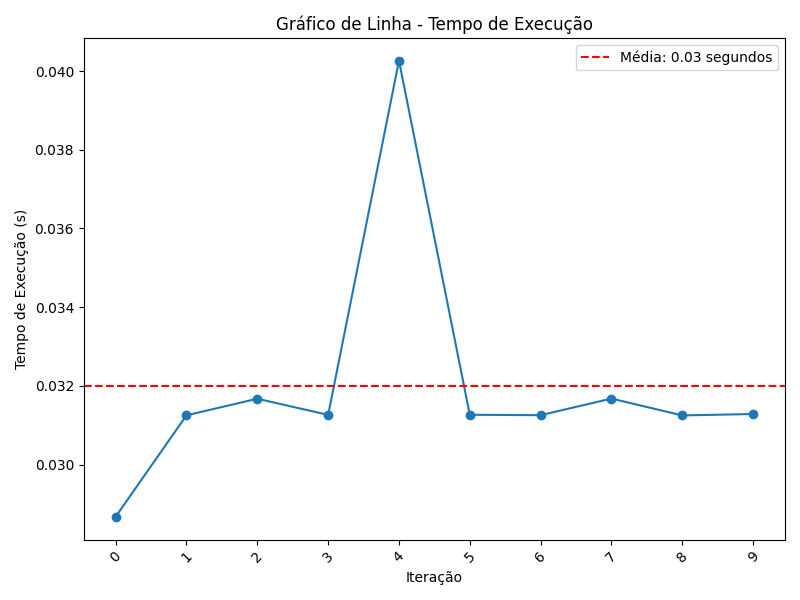 Gráfico de Linha - Tempo de Execução
Média: 0.03 segundos
0.040
0.038
0.036
0.034
0.032
0.030
Tempo de Execução (s)
0 1 2 3 4 5 6 7 8 9
Iteração